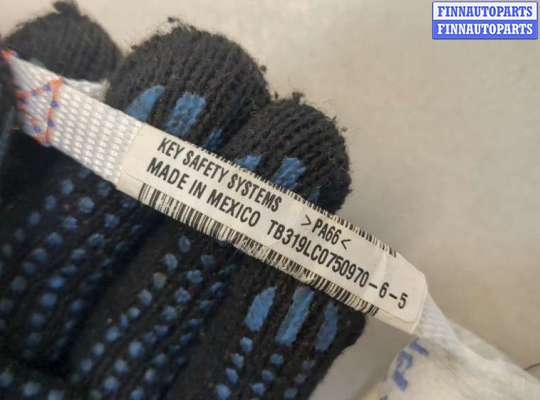 FINNAUTOPARTS
FINNAUTOPARTS
KEY SAFETY SYSTEMS >PA66<
MADE IN MEXICO TB319LC0750970-6-5